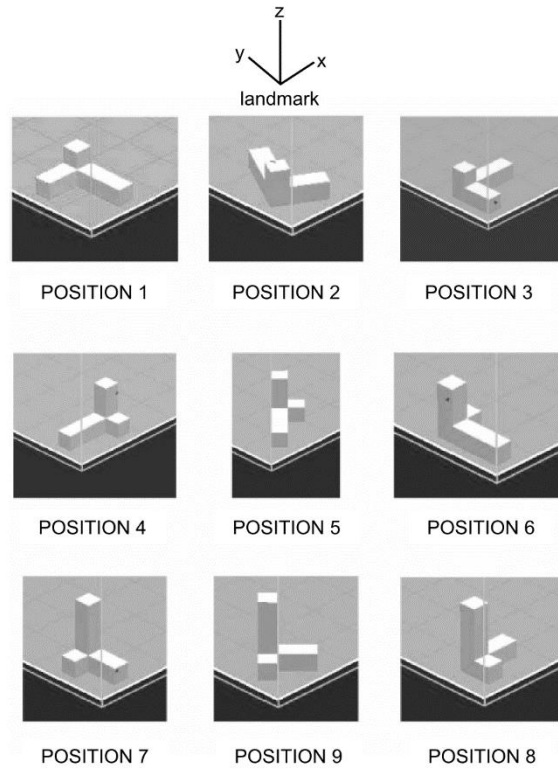 z
y
x
landmark
POSITION 1
POSITION 2
POSITION 3
POSITION 4
POSITION 5
POSITION 6
POSITION 7
POSITION 9
POSITION 8